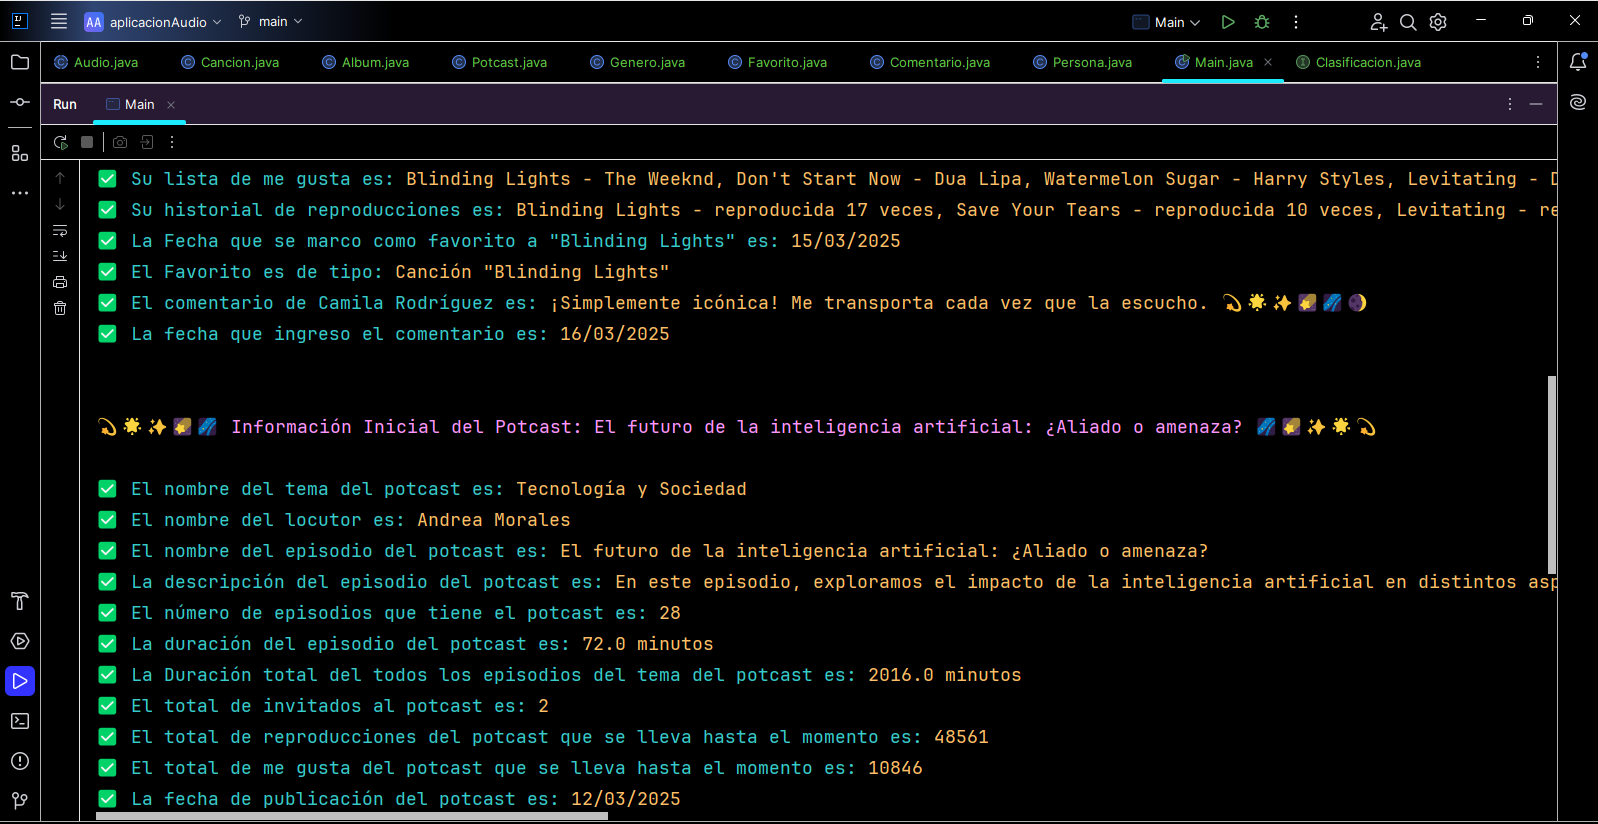 AA aplicacionAudio main Main
Audio.java Cancion.java Album.java Potcast.java Genero.java Favorito.java Comentario.java Persona.java Main.java Clasificacion.java
Run Main
✅ Su lista de me gusta es: Blinding Lights - The Weeknd, Don't Start Now - Dua Lipa, Watermelon Sugar - Harry Styles, Levitating -
✅ Su historial de reproducciones es: Blinding Lights - reproducida 17 veces, Save Your Tears - reproducida 10 veces, Levitating - re
✅ La Fecha que se marco como favorito a "Blinding Lights" es: 15/03/2025
✅ El Favorito es de tipo: Canción "Blinding Lights"
✅ El comentario de Camila Rodríguez es: ¡Simplemente icónica! Me transporta cada vez que la escucho. 💫🌟✨🌠🌌🌒
✅ La fecha que ingreso el comentario es: 16/03/2025
💫🌟✨🌠🌌 Información Inicial del Potcast: El futuro de la inteligencia artificial: ¿Aliado o amenaza? 🌌🌠✨🌟💫
✅ El nombre del tema del potcast es: Tecnología y Sociedad
✅ El nombre del locutor es: Andrea Morales
✅ El nombre del episodio del potcast es: El futuro de la inteligencia artificial: ¿Aliado o amenaza?
✅ La descripción del episodio del potcast es: En este episodio, exploramos el impacto de la inteligencia artificial en distintos asp
✅ El número de episodios que tiene el potcast es: 28
✅ La duración del episodio del potcast es: 72.0 minutos
✅ La Duración total del todos los episodios del tema del potcast es: 2016.0 minutos
✅ El total de invitados al potcast es: 2
✅ El total de reproducciones del potcast que se lleva hasta el momento es: 48561
✅ El total de me gusta del potcast que se lleva hasta el momento es: 10846
✅ La fecha de publicación del potcast es: 12/03/2025